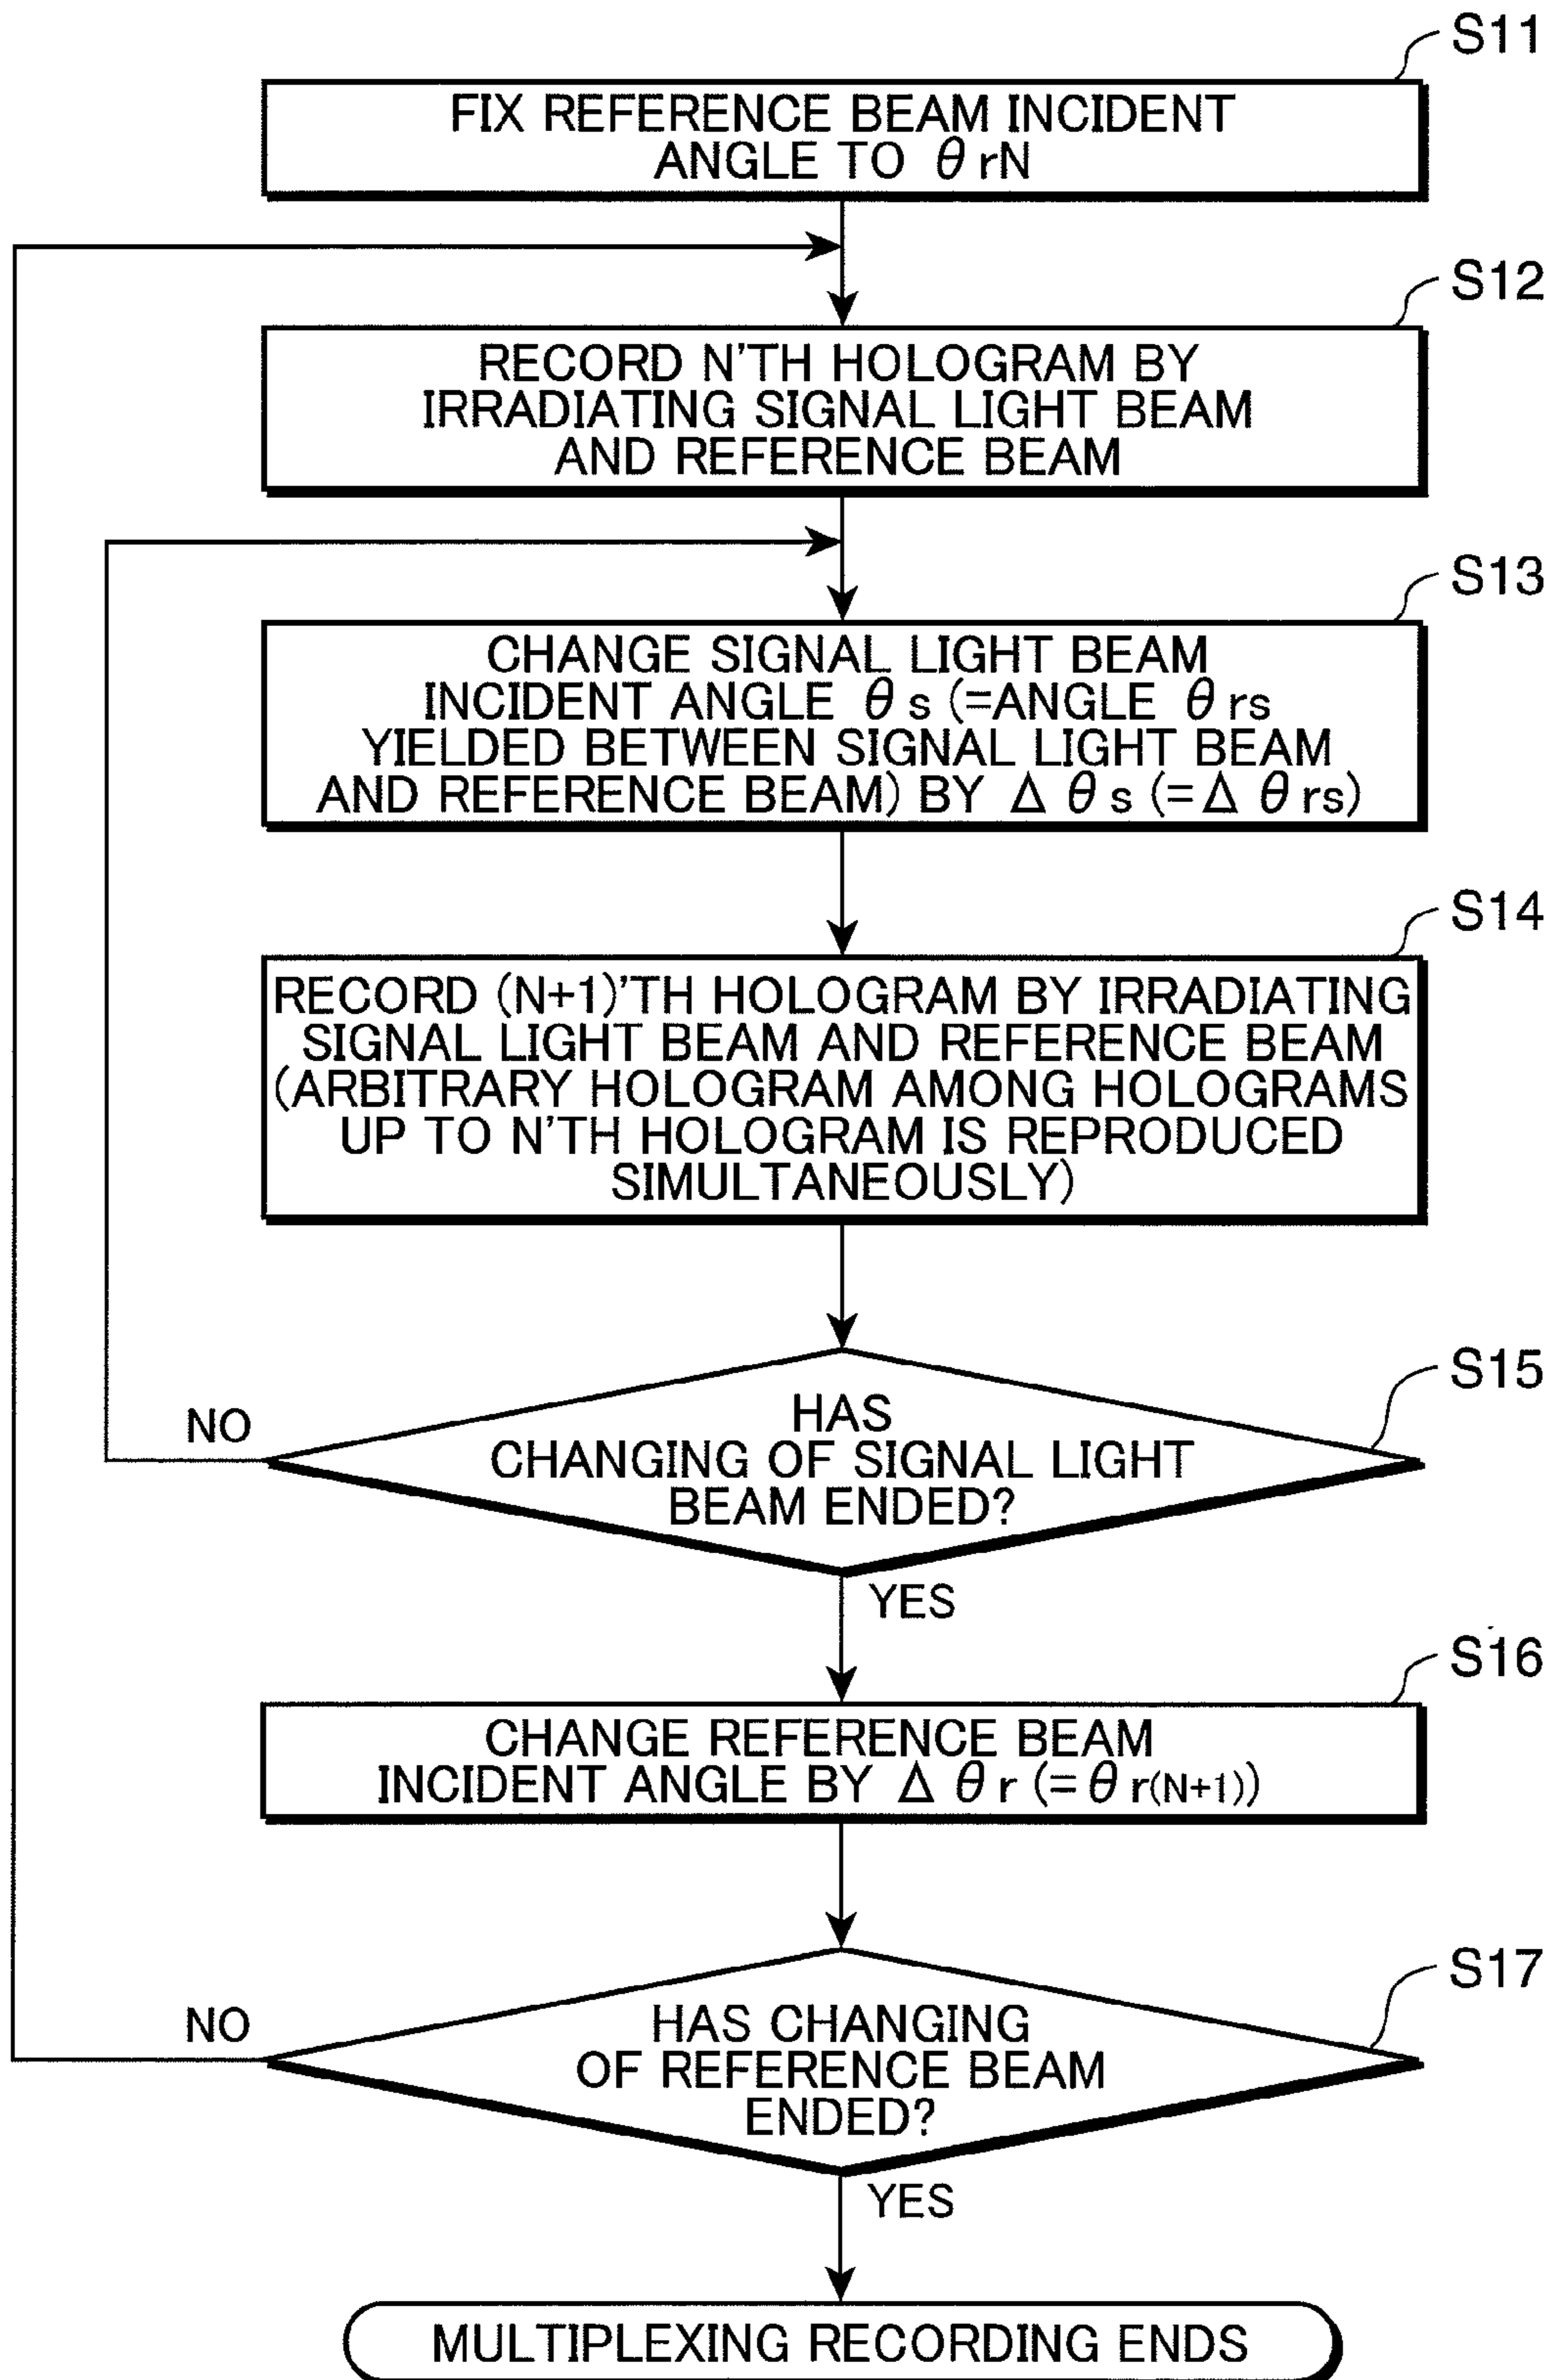 S11
FIX REFERENCE BEAM INCIDENT
ANGLE TO θrN
S12
RECORD N'TH HOLOGRAM BY
IRRADIATING SIGNAL LIGHT BEAM
AND REFERENCE BEAM
S13
CHANGE SIGNAL LIGHT BEAM
INCIDENT ANGLE θs (=ANGLE θrs
YIELDED BETWEEN SIGNAL LIGHT BEAM
AND REFERENCE BEAM) BY Δθs (=Δθrs)
S14
RECORD (N+1)'TH HOLOGRAM BY IRRADIATING
SIGNAL LIGHT BEAM AND REFERENCE BEAM
(ARBITRARY HOLOGRAM AMONG HOLOGRAMS
UP TO N'TH HOLOGRAM IS REPRODUCED
SIMULTANEOUSLY)
S15
NO
HAS
CHANGING OF SIGNAL LIGHT
BEAM ENDED?
YES
S16
CHANGE REFERENCE BEAM
INCIDENT ANGLE BY Δθr (=θr(N+1))
S17
NO
HAS CHANGING
OF REFERENCE BEAM
ENDED?
YES
MULTIPLEXING RECORDING ENDS